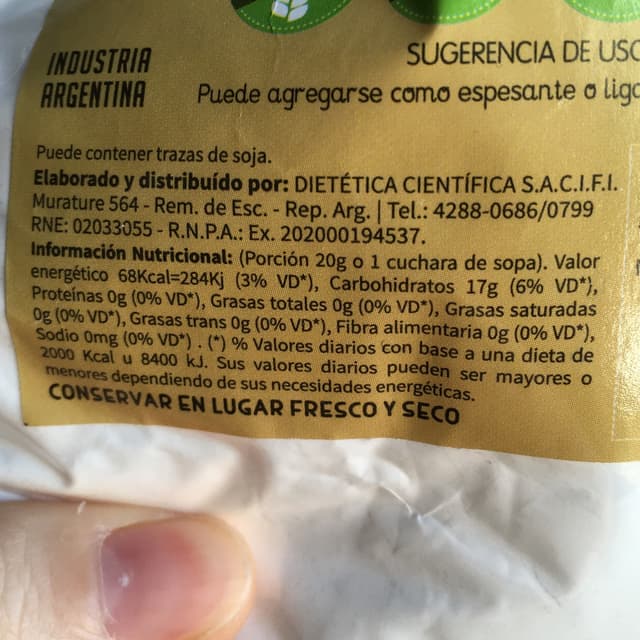 INDUSTRIA
ARGENTINA
SUGERENCIA DE USO
Puede agregarse como espesante o liga
Puede contener trazas de soja.
Elaborado y distribuído por: DIETÉTICA CIENTÍFICA S.A.C.I.F.I.
Murature 564 - Rem. de Esc. - Rep. Arg. | Tel.: 4288-0686/0799
RNE: 02033055 - R.N.P.A.: Ex. 202000194537.
Información Nutricional: (Porción 20g o 1 cuchara de sopa). Valor
energético 68Kcal=284Kj (3% VD*), Carbohidratos 17g (6% VD*),
Proteínas 0g (0% VD*), Grasas totales 0g (0% VD*), Grasas saturadas
0g (0% VD*), Grasas trans 0g (0% VD*), Fibra alimentaria 0g (0% VD*),
Sodio 0mg (0% VD*) . (*) % Valores diarios con base a una dieta de
2000 Kcal u 8400 kJ. Sus valores diarios pueden ser mayores o
menores dependiendo de sus necesidades energéticas.
CONSERVAR EN LUGAR FRESCO Y SECO